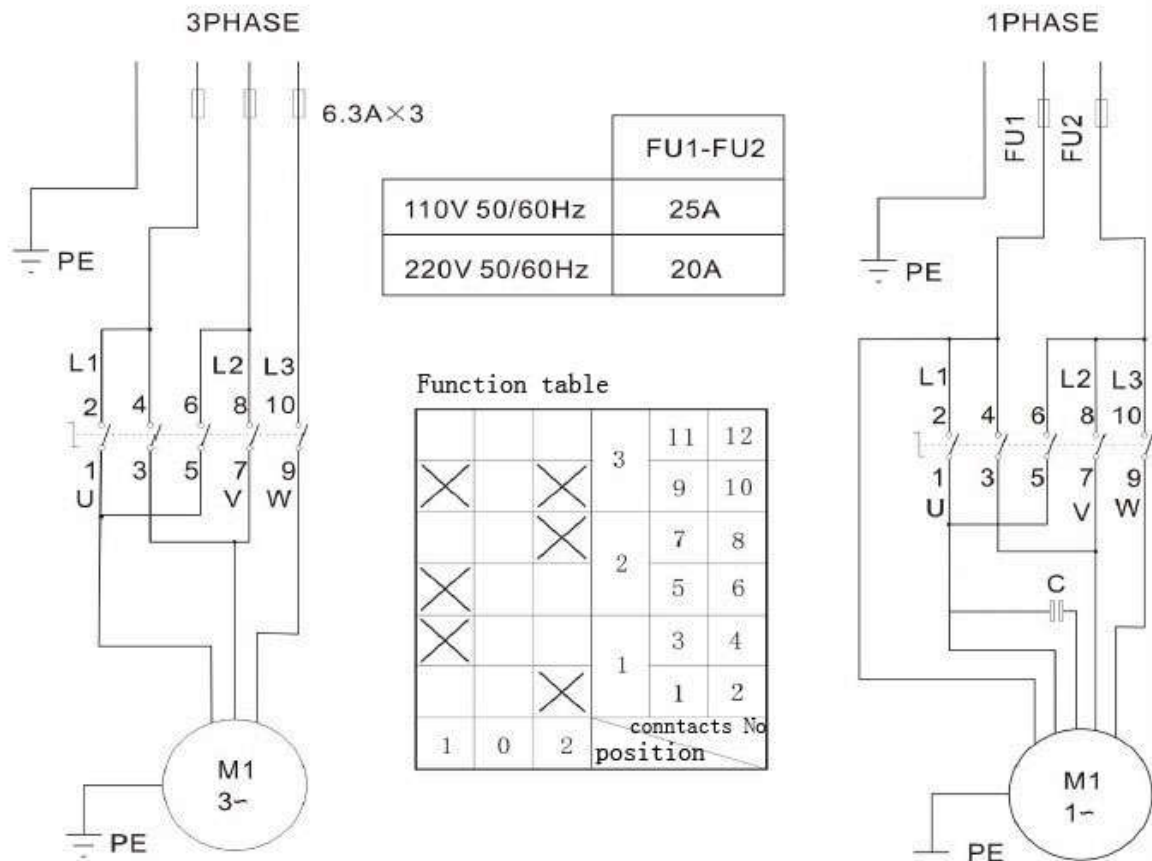 3PHASE
6.3A×3
PE
L1 L2 L3
2 4 6 8 10
1 3 5 7 9
U V W
M1
3~
PE
FU1-FU2
110V 50/60Hz 25A
220V 50/60Hz 20A
Function table
3 11 12
9 10
2 7 8
5 6
1 3 4
1 2
conntacts No
1 0 2 position
1PHASE
FU1 FU2
PE
L1 L2 L3
2 4 6 8 10
1 3 5 7 9
U V W
C
M1
1~
PE